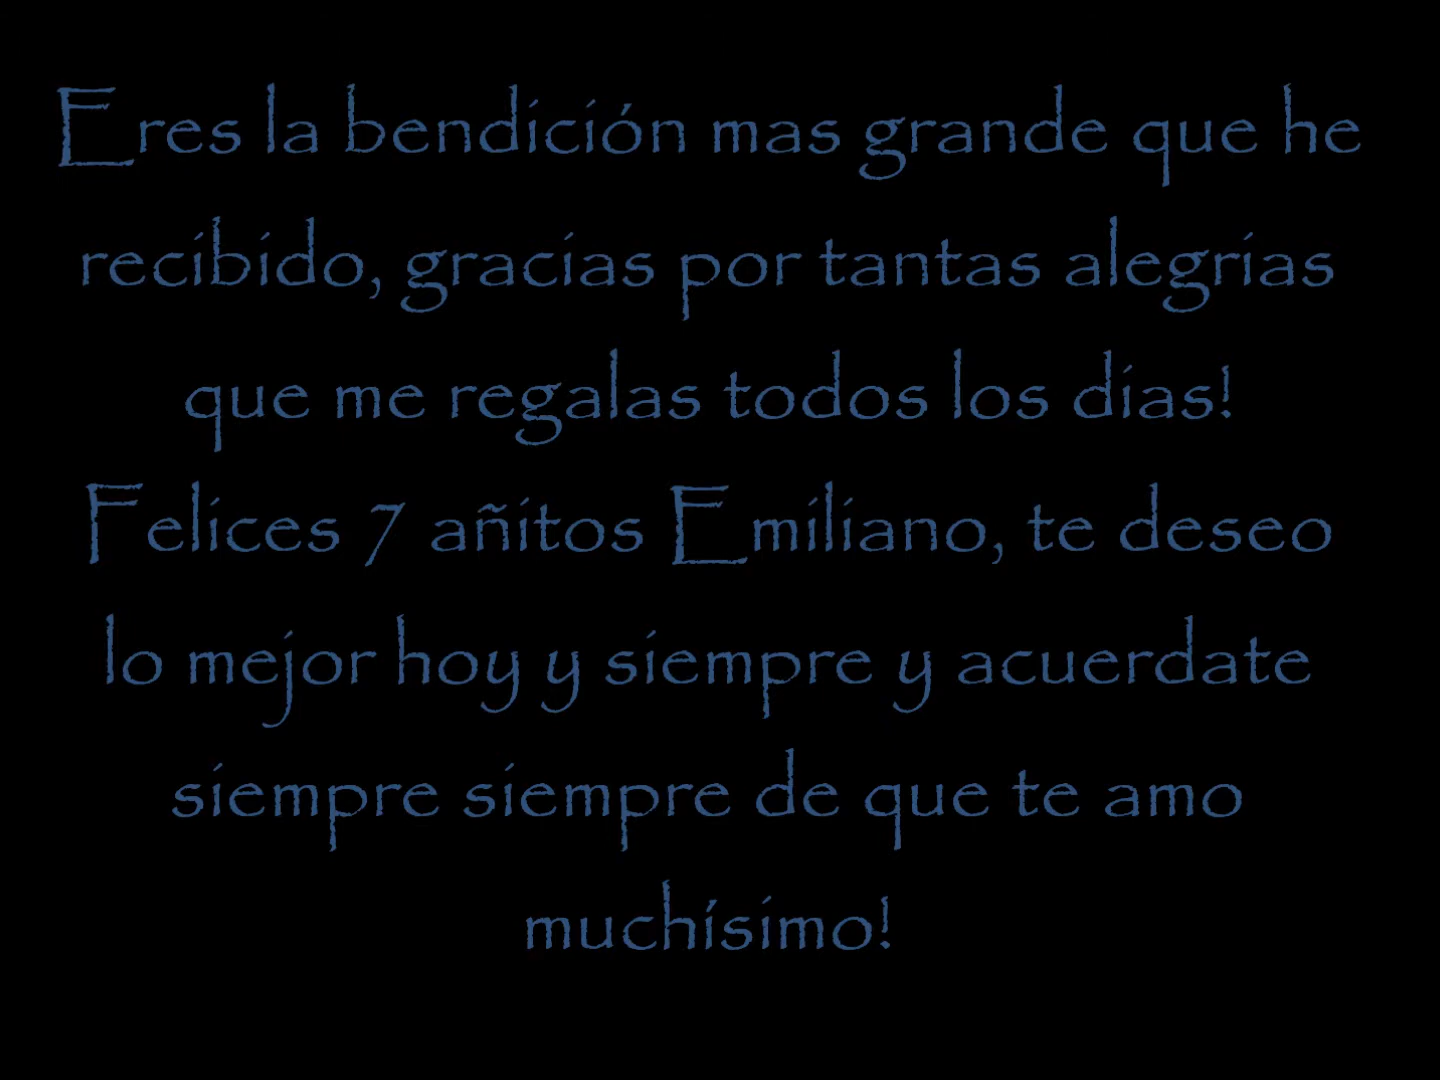 Eres la bendición mas grande que he
recibido, gracias por tantas alegrias
que me regalas todos los dias!
Felices 7 añitos Emiliano, te deseo
lo mejor hoy y siempre y acuerdate
siempre siempre de que te amo
muchísimo!